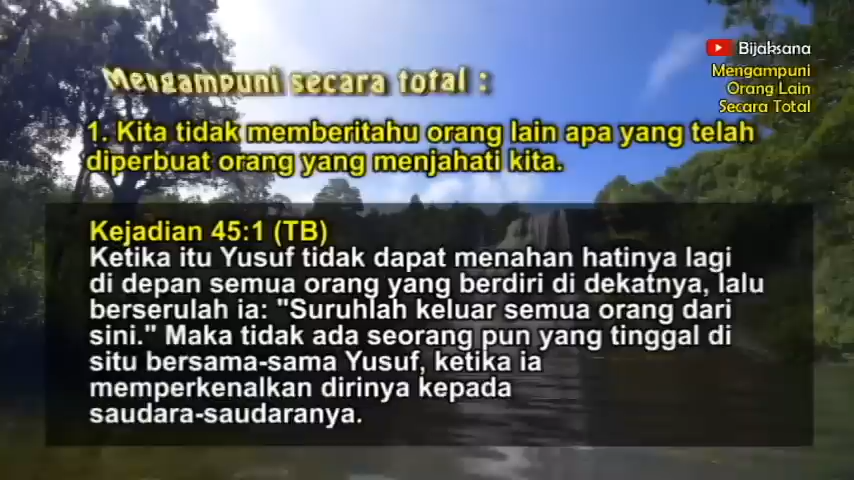 Bijaksana
Mengampuni
Orang Lain
Secara Total
Mengampuni secara total :
1. Kita tidak memberitahu orang lain apa yang telah
diperbuat orang yang menjahati kita.
Kejadian 45:1 (TB)
Ketika itu Yusuf tidak dapat menahan hatinya lagi
di depan semua orang yang berdiri di dekatnya, lalu
berserulah ia: "Suruhlah keluar semua orang dari
sini." Maka tidak ada seorang pun yang tinggal di
situ bersama-sama Yusuf, ketika ia
memperkenalkan dirinya kepada
saudara-saudaranya.